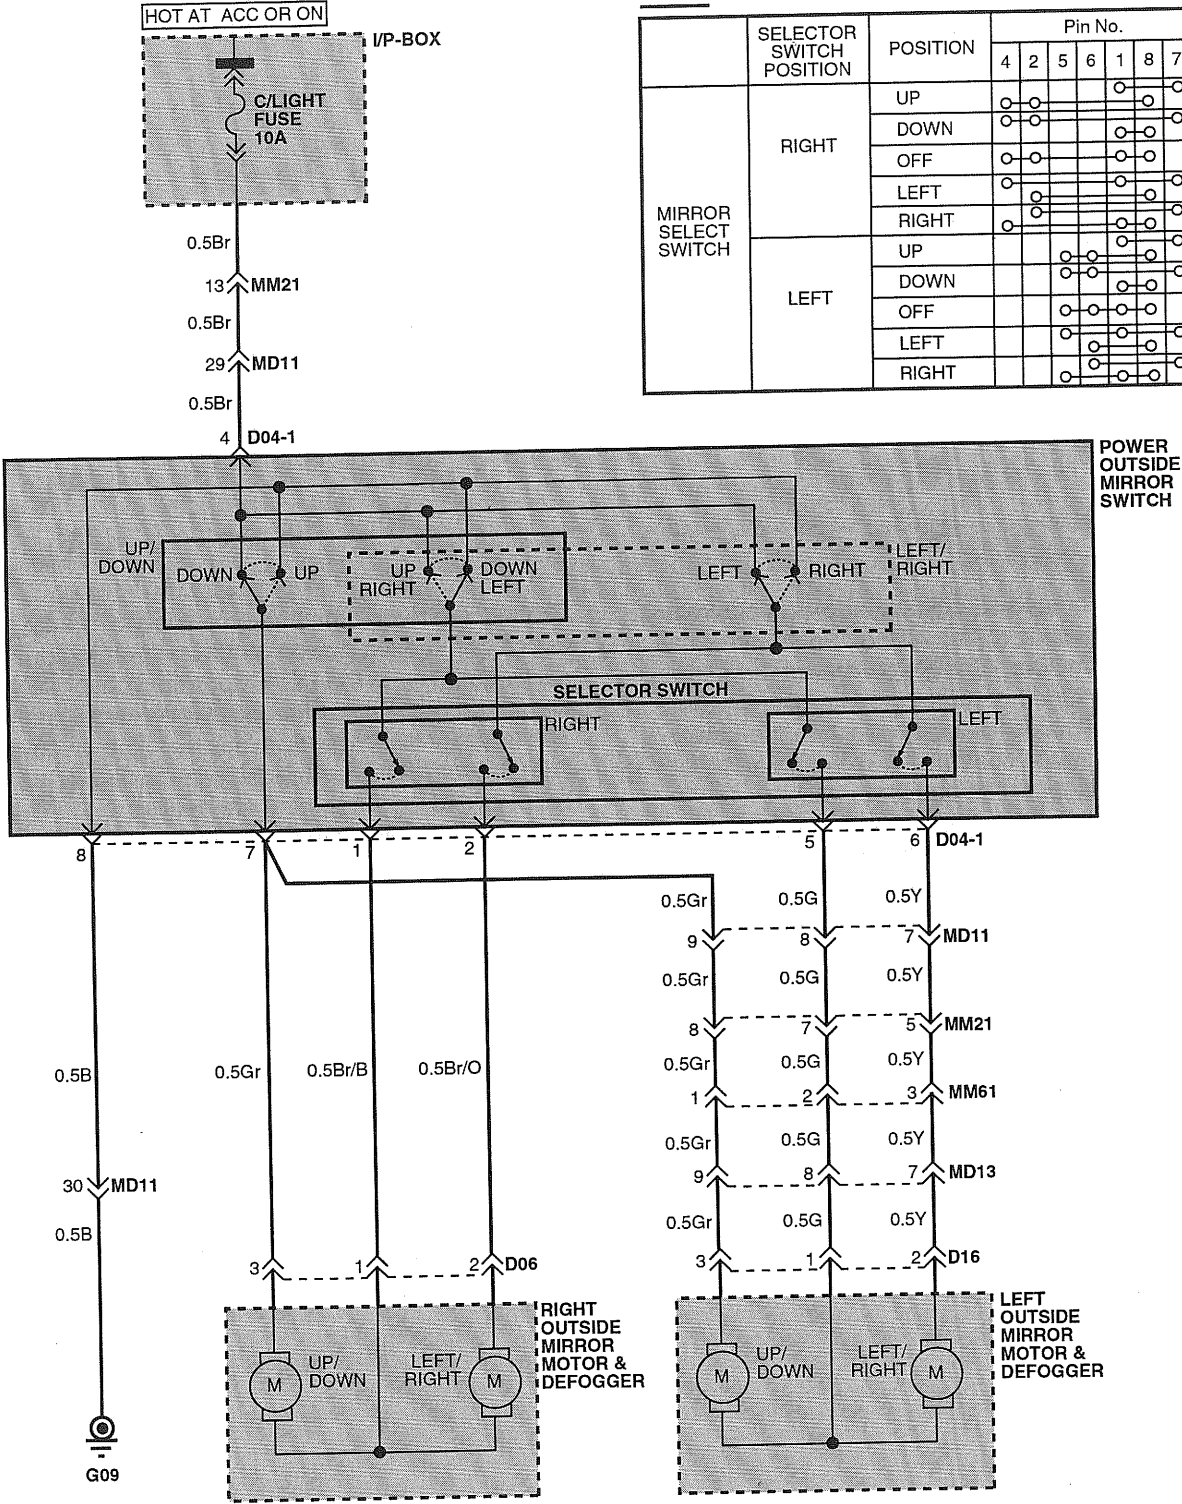 HOT AT ACC OR ON
I/P-BOX
C/LIGHT
FUSE
10A
0.5Br
13 MM21
0.5Br
29 MD11
0.5Br
4 D04-1
SELECTOR
SWITCH
POSITION
POSITION
Pin No.
4 2 5 6 1 8 7
MIRROR
SELECT
SWITCH
RIGHT
UP
DOWN
OFF
LEFT
RIGHT
LEFT
UP
DOWN
OFF
LEFT
RIGHT
POWER
OUTSIDE
MIRROR
SWITCH
UP/
DOWN
DOWN UP
UP
RIGHT
DOWN
LEFT
LEFT RIGHT
LEFT/
RIGHT
SELECTOR SWITCH
RIGHT
LEFT
8 7 1 2 5 6 D04-1
0.5Gr 0.5G 0.5Y
9 8 7 MD11
0.5Gr 0.5G 0.5Y
8 7 5 MM21
0.5B 0.5Gr 0.5Br/B 0.5Br/O
0.5Gr 0.5G 0.5Y
1 2 3 MM61
0.5Gr 0.5G 0.5Y
30 MD11
9 8 7 MD13
0.5B
0.5Gr 0.5G 0.5Y
3 1 2 D06
3 1 2 D16
RIGHT
OUTSIDE
MIRROR
MOTOR &
DEFOGGER
M
UP/
DOWN
LEFT/
RIGHT
M
LEFT
OUTSIDE
MIRROR
MOTOR &
DEFOGGER
M
UP/
DOWN
LEFT/
RIGHT
M
G09